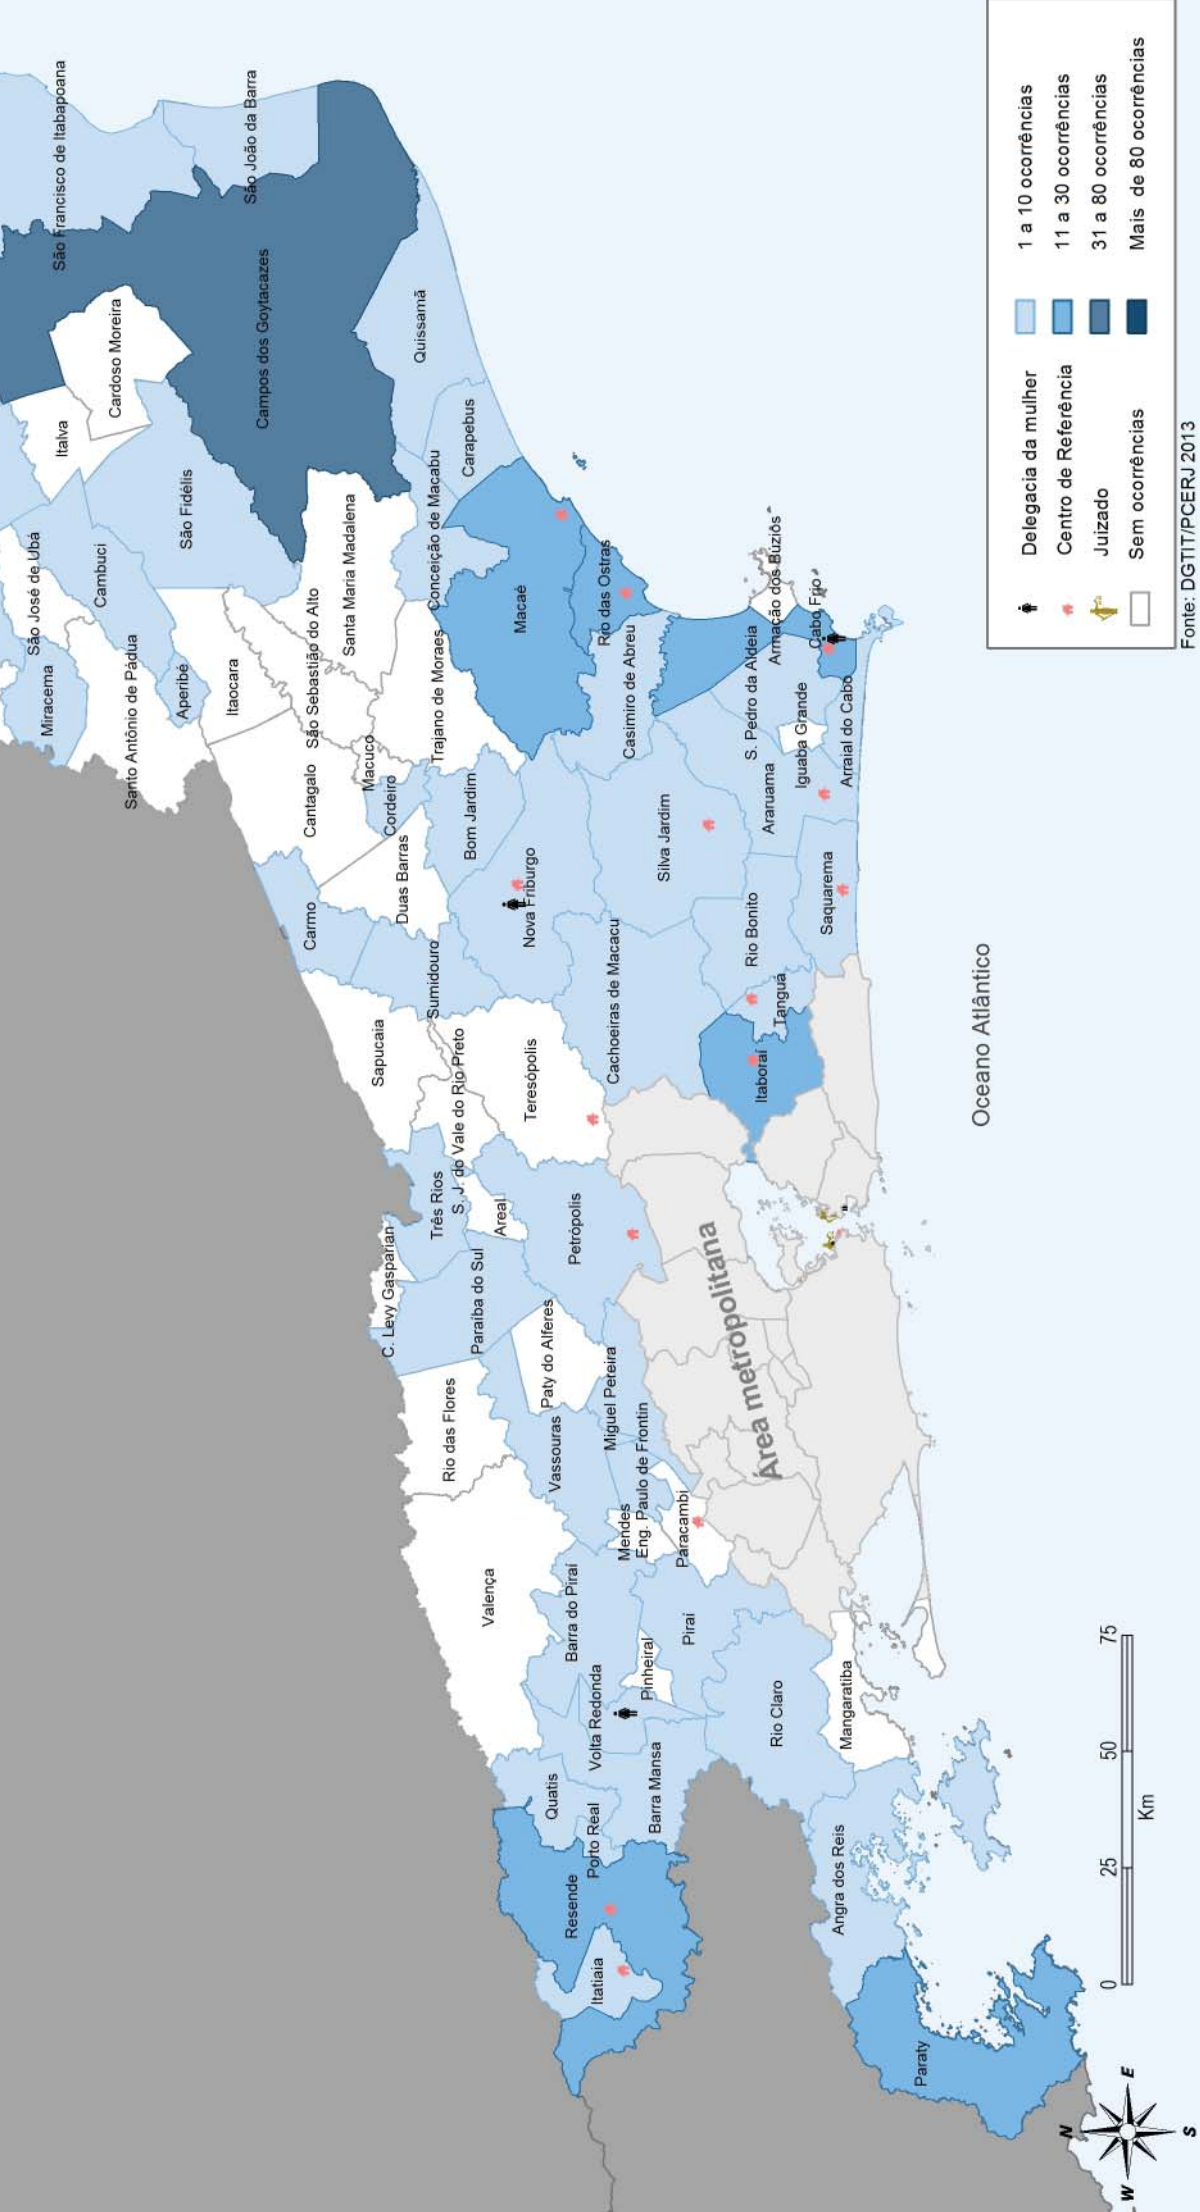 São Francisco de Itabapoana
São João da Barra
Cardoso Moreira
Italva
Campos dos Goytacazes
Quissamã
Carapebus
Conceição de Macabu
São Fidélis
Cambuci
São José de Ubá
Miracema
Santo Antônio de Pádua
Aperibé
Itaocara
São Sebastião do Alto
Santa Maria Madalena
Trajano de Moraes
Macaé
Rio das Ostras
Casimiro de Abreu
Armação dos Búzios
Cabo Frio
S. Pedro da Aldeia
Iguaba Grande
Arraial do Cabo
Araruama
Silva Jardim
Saquarema
Rio Bonito
Tanguá
Itaboraí
Cachoeiras de Macacu
Nova Friburgo
Bom Jardim
Cordeiro
Macuco
Cantagalo
Duas Barras
Carmo
Sumidouro
Sapucaia
S. J. do Vale do Rio Preto
Teresópolis
Três Rios
Areal
Petrópolis
C. Levy Gasparian
Paraíba do Sul
Paty do Alferes
Miguel Pereira
Rio das Flores
Vassouras
Eng. Paulo de Frontin
Mendes
Paracambi
Área metropolitana
Valença
Barra do Piraí
Piraí
Pinheiral
Volta Redonda
Rio Claro
Mangaratiba
Barra Mansa
Quatis
Porto Real
Resende
Itatiaia
Angra dos Reis
Paraty
Oceano Atlântico
0 25 50 75
Km
N
W E
S
Delegacia da mulher
Centro de Referência
Juizado
Sem ocorrências
1 a 10 ocorrências
11 a 30 ocorrências
31 a 80 ocorrências
Mais de 80 ocorrências
Fonte: DGTIT/PCERJ 2013